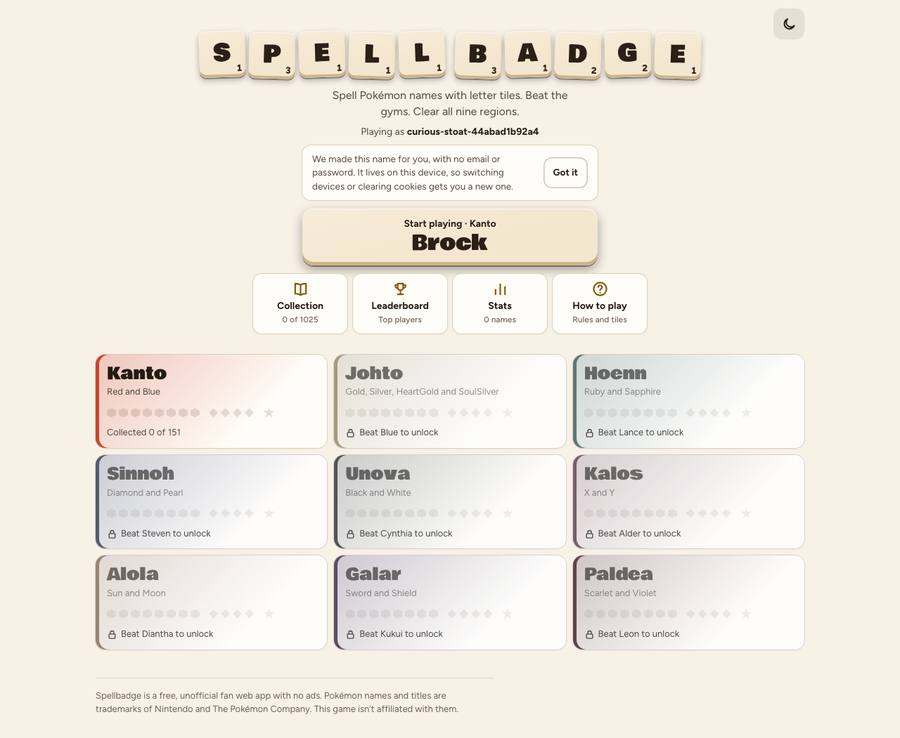 S1 P3 E1 L1 L1 B3 A1 D2 G2 E1
Spell Pokémon names with letter tiles. Beat the
gyms. Clear all nine regions.
Playing as curious-stoat-44abad1b92a4
We made this name for you, with no email or
password. It lives on this device, so switching
devices or clearing cookies gets you a new one.
Got it
Start playing · Kanto
Brock
Collection
0 of 1025
Leaderboard
Top players
Stats
0 names
How to play
Rules and tiles
Kanto
Red and Blue
Collected 0 of 151
Johto
Gold, Silver, HeartGold and SoulSilver
Beat Blue to unlock
Hoenn
Ruby and Sapphire
Beat Lance to unlock
Sinnoh
Diamond and Pearl
Beat Steven to unlock
Unova
Black and White
Beat Cynthia to unlock
Kalos
X and Y
Beat Alder to unlock
Alola
Sun and Moon
Beat Diantha to unlock
Galar
Sword and Shield
Beat Kukui to unlock
Paldea
Scarlet and Violet
Beat Leon to unlock
Spellbadge is a free, unofficial fan web app with no ads. Pokémon names and titles are
trademarks of Nintendo and The Pokémon Company. This game isn’t affiliated with them.